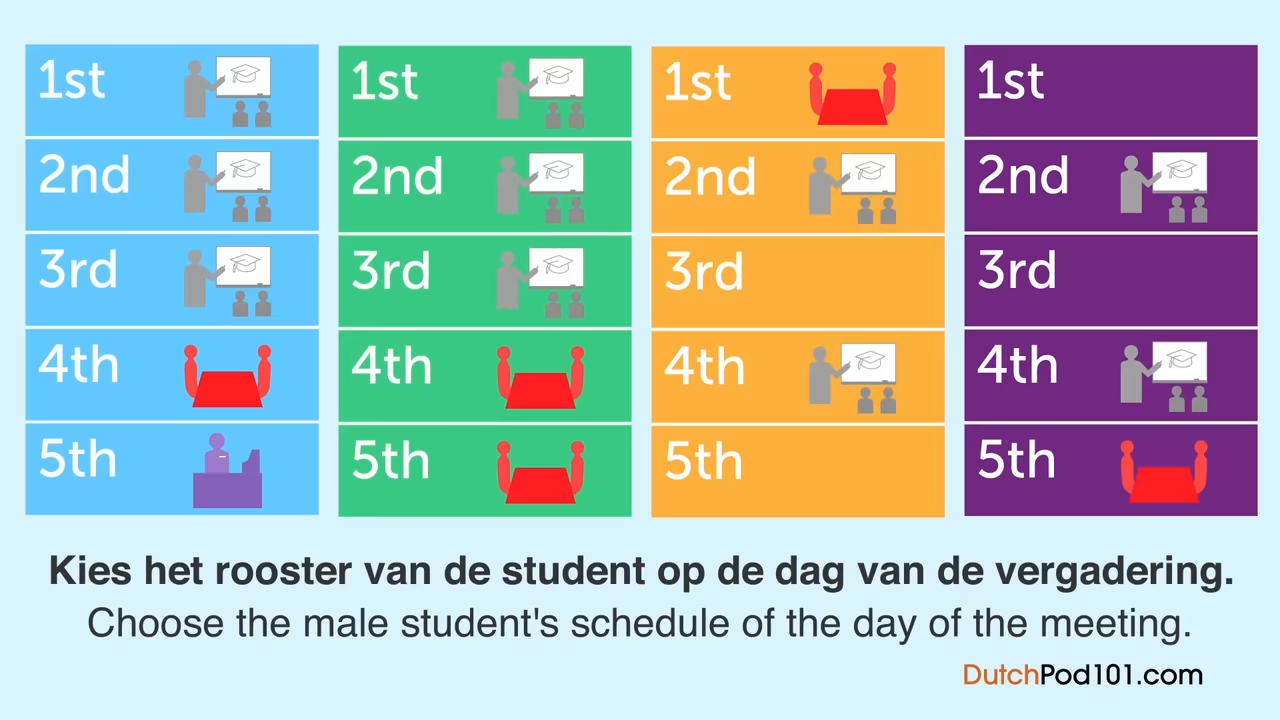 1st
2nd
3rd
4th
5th
1st
2nd
3rd
4th
5th
1st
2nd
3rd
4th
5th
1st
2nd
3rd
4th
5th
Kies het rooster van de student op de dag van de vergadering.
Choose the male student's schedule of the day of the meeting.
DutchPod101.com